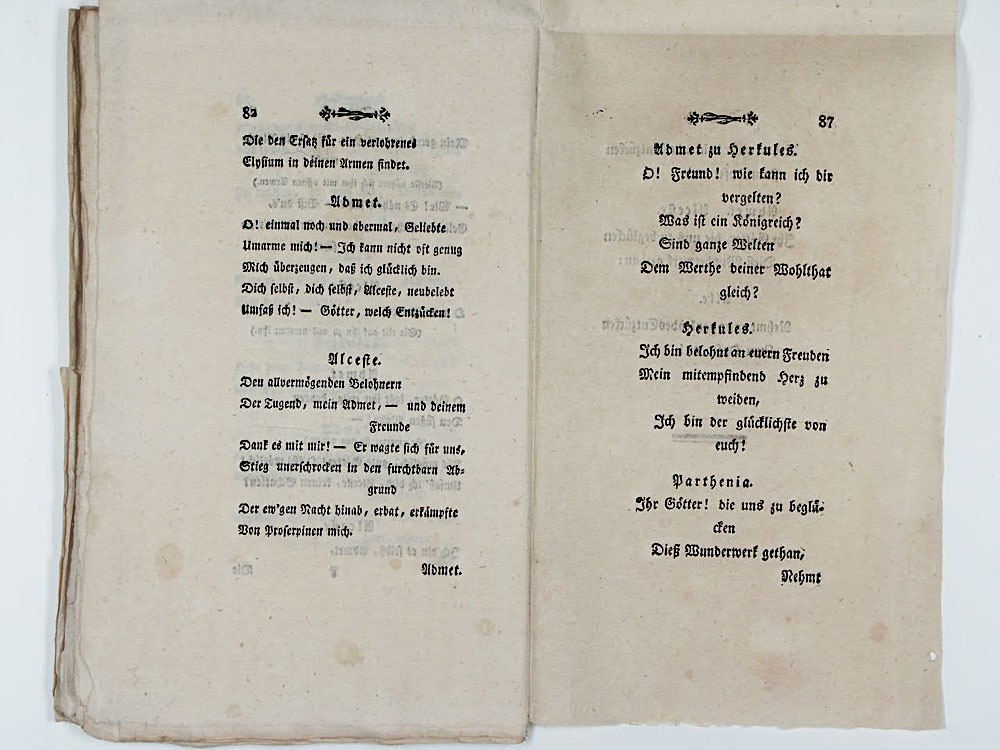 82
Die den Ersatz für ein verlohrenes
Elysium in deinen Armen findet.
Admet.
O! einmal noch und abermal, Geliebte
Umarme mich! — Ich kann nicht oft genug
Mich überzeugen, daß ich glücklich bin.
Dich selbst, dich selbst, Alceste, neubelebt
Umfaß ich! — Götter, welch Entzücken!
Alceste.
Den allvermögenden Belohnern
Der Tugend, mein Admet, — und deinem
Freunde
Dank es mit mir! — Er wagte sich für uns,
Stieg unerschrocken in den furchtbarn Ab=
grund
Der ew'gen Nacht hinab, erbat, erkämpfte
Von Proserpinen mich.
Admet.
87
Admet zu Herkules.
O! Freund! wie kann ich dir
vergelten?
Was ist ein Königreich?
Sind ganze Welten
Dem Werthe deiner Wohlthat
gleich?
Herkules.
Ich bin belohnt an euern Freuden
Mein mitempfindend Herz zu
weiden,
Ich bin der glücklichste von
euch!
Parthenia.
Ihr Götter! die uns zu beglü=
cken
Dieß Wunderwerk gethan,
Nehmt